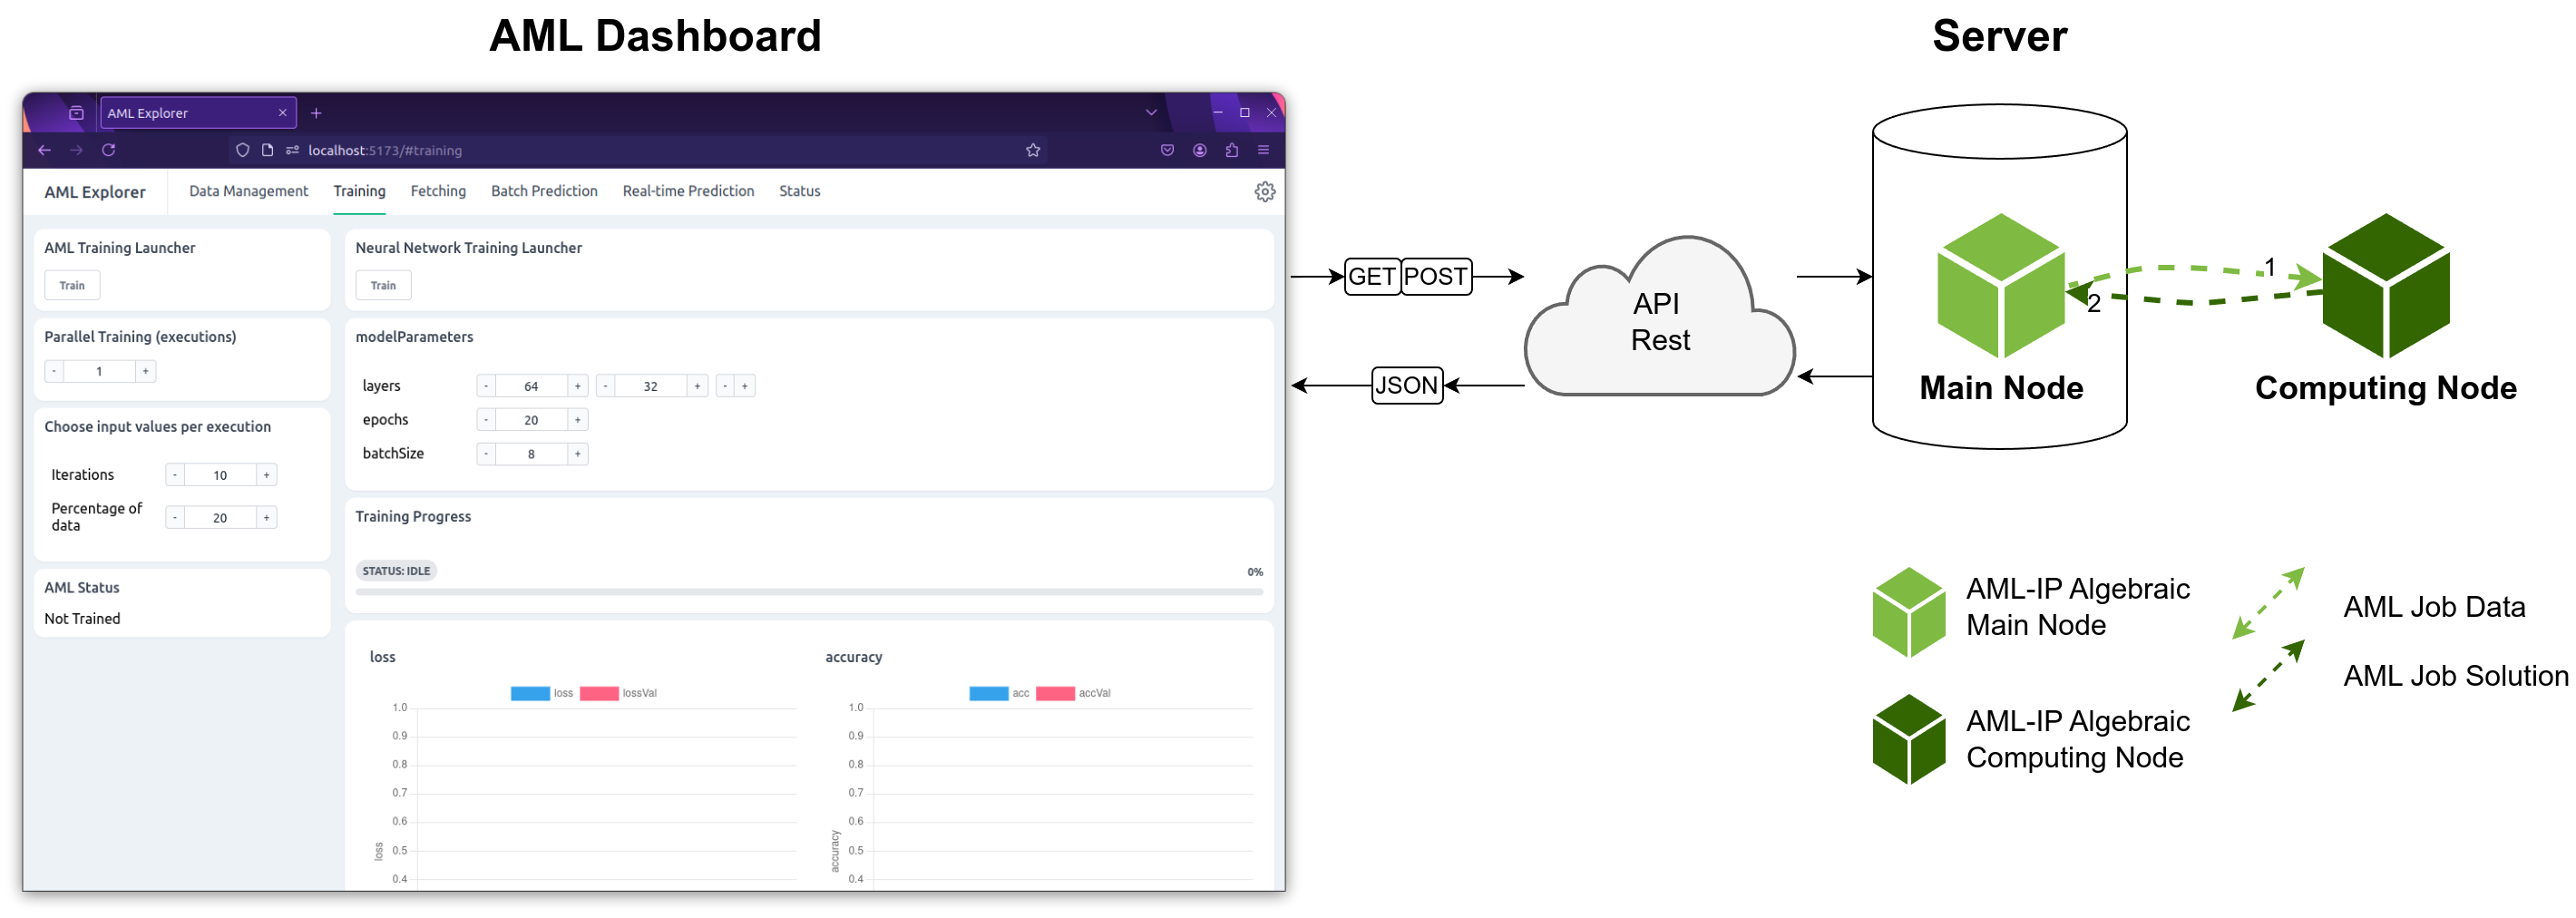 AML Dashboard
Server
AML Explorer
localhost:5173/#training
AML Explorer
Data Management
Training
Fetching
Batch Prediction
Real-time Prediction
Status
AML Training Launcher
Train
Parallel Training (executions)
- 1 +
Choose input values per execution
Iterations - 10 +
Percentage of
data
- 20 +
AML Status
Not Trained
Neural Network Training Launcher
Train
modelParameters
layers - 64 + - 32 + - +
epochs - 20 +
batchSize - 8 +
Training Progress
STATUS: IDLE
0%
loss
loss lossVal
1.0
0.9
0.8
0.7
0.6
0.5
0.4
loss
accuracy
acc accVal
1.0
0.9
0.8
0.7
0.6
0.5
0.4
accuracy
GET POST
JSON
API
Rest
1
2
Main Node
Computing Node
AML-IP Algebraic
Main Node
AML-IP Algebraic
Computing Node
AML Job Data
AML Job Solution